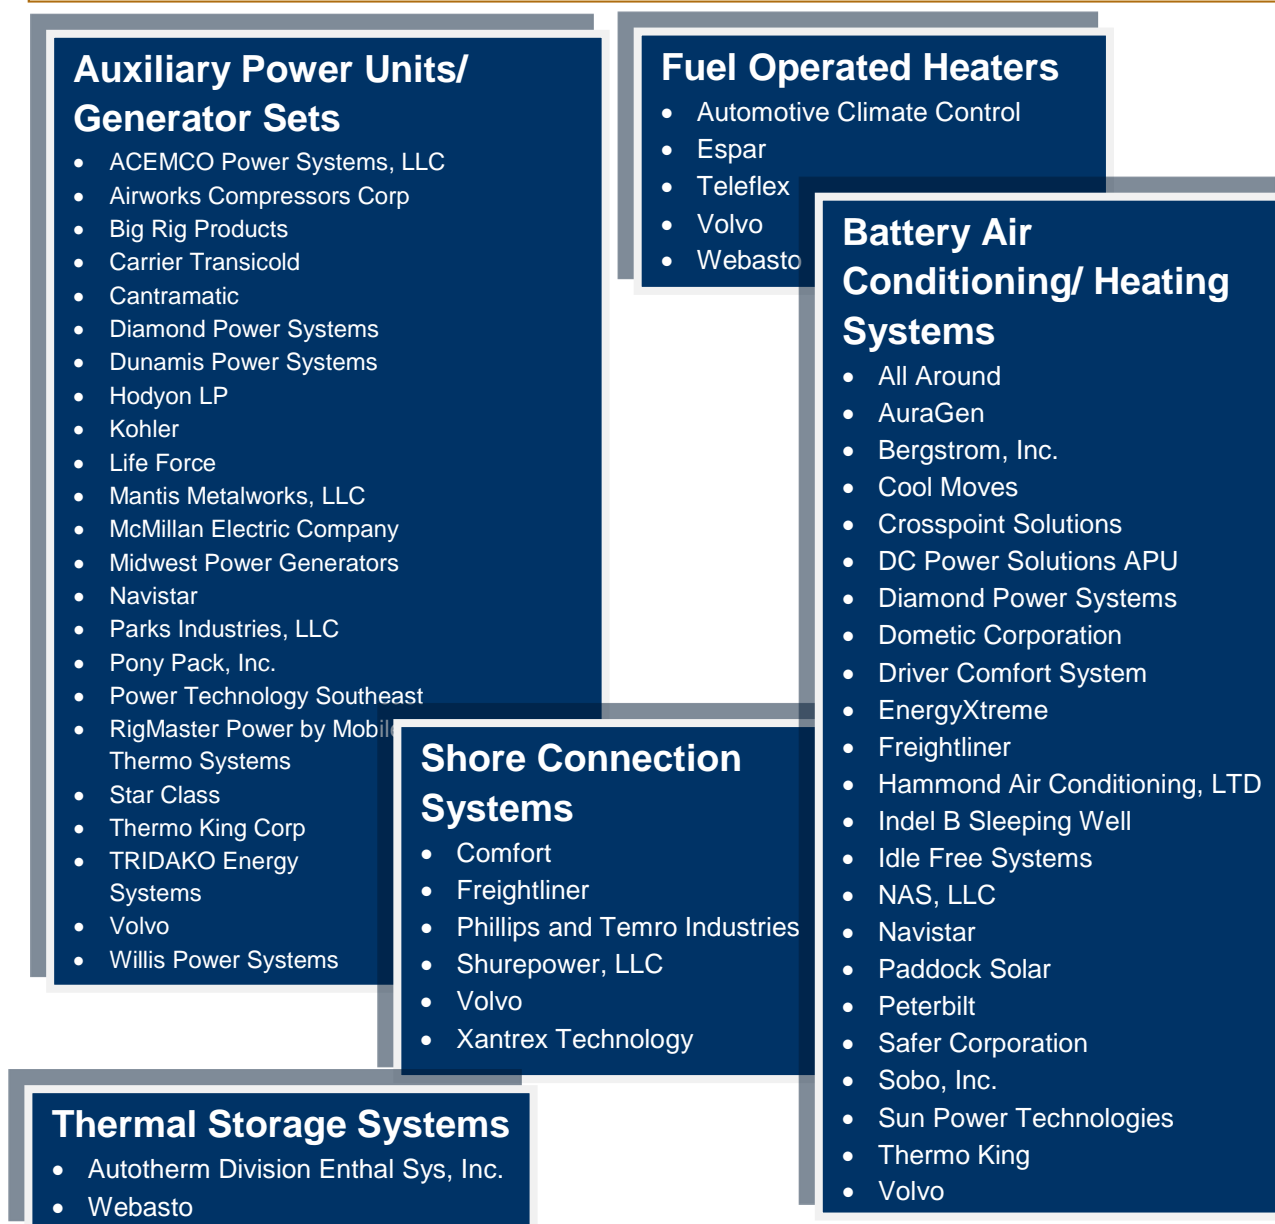 Auxiliary Power Units/
Generator Sets
• ACEMCO Power Systems, LLC
• Airworks Compressors Corp
• Big Rig Products
• Carrier Transicold
• Cantramatic
• Diamond Power Systems
• Dunamis Power Systems
• Hodyon LP
• Kohler
• Life Force
• Mantis Metalworks, LLC
• McMillan Electric Company
• Midwest Power Generators
• Navistar
• Parks Industries, LLC
• Pony Pack, Inc.
• Power Technology Southeast
• RigMaster Power by Mobile
Thermo Systems
• Star Class
• Thermo King Corp
• TRIDAKO Energy
Systems
• Volvo
• Willis Power Systems
Fuel Operated Heaters
• Automotive Climate Control
• Espar
• Teleflex
• Volvo
• Webasto
Battery Air
Conditioning/ Heating
Systems
• All Around
• AuraGen
• Bergstrom, Inc.
• Cool Moves
• Crosspoint Solutions
• DC Power Solutions APU
• Diamond Power Systems
• Dometic Corporation
• Driver Comfort System
• EnergyXtreme
• Freightliner
• Hammond Air Conditioning, LTD
• Indel B Sleeping Well
• Idle Free Systems
• NAS, LLC
• Navistar
• Paddock Solar
• Peterbilt
• Safer Corporation
• Sobo, Inc.
• Sun Power Technologies
• Thermo King
• Volvo
Shore Connection
Systems
• Comfort
• Freightliner
• Phillips and Temro Industries
• Shurepower, LLC
• Volvo
• Xantrex Technology
Thermal Storage Systems
• Autotherm Division Enthal Sys, Inc.
• Webasto